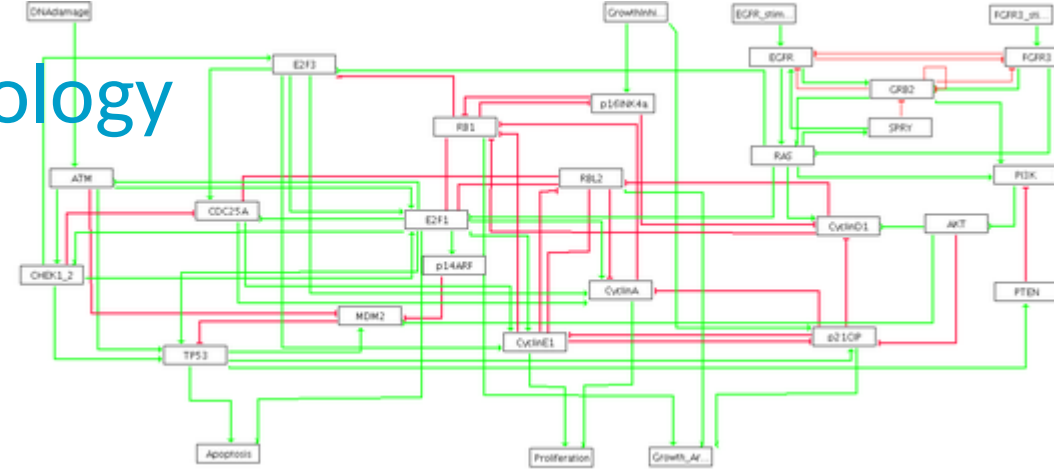 DNAdamage
GrowthInhi...
EGFR_stim...
FGFR3_sti...
E2F3
EGFR
FGFR3
ology
GRB2
p16INK4a
RB1
SPRY
RAS
ATM
RBL2
PI3K
CDC25A
E2F1
CyclinD1
AKT
p14ARF
CHEK1_2
CyclinA
PTEN
MDM2
p21CIP
CyclinE1
TP53
Apoptosis
Proliferation
Growth_Ar...